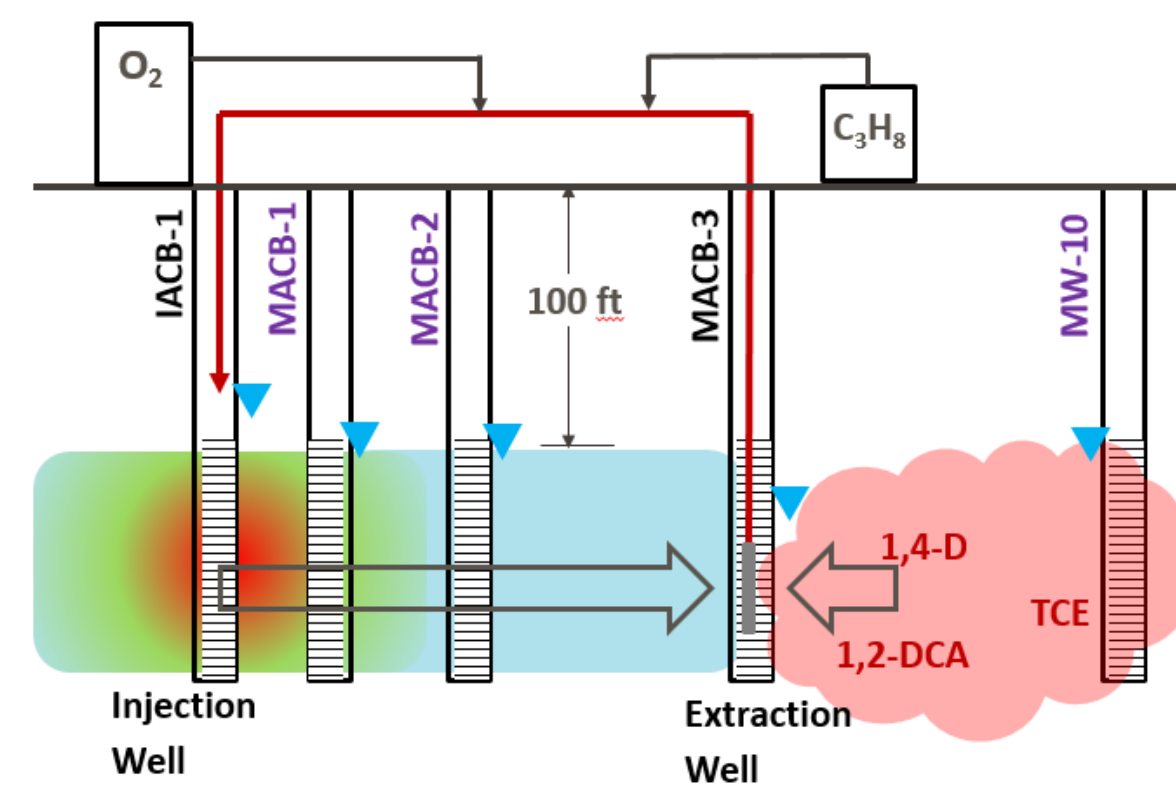 O₂
C₃H₈
IACB-1
MACB-1
MACB-2
100 ft
MACB-3
MW-10
1,4-D
TCE
1,2-DCA
Injection
Well
Extraction
Well